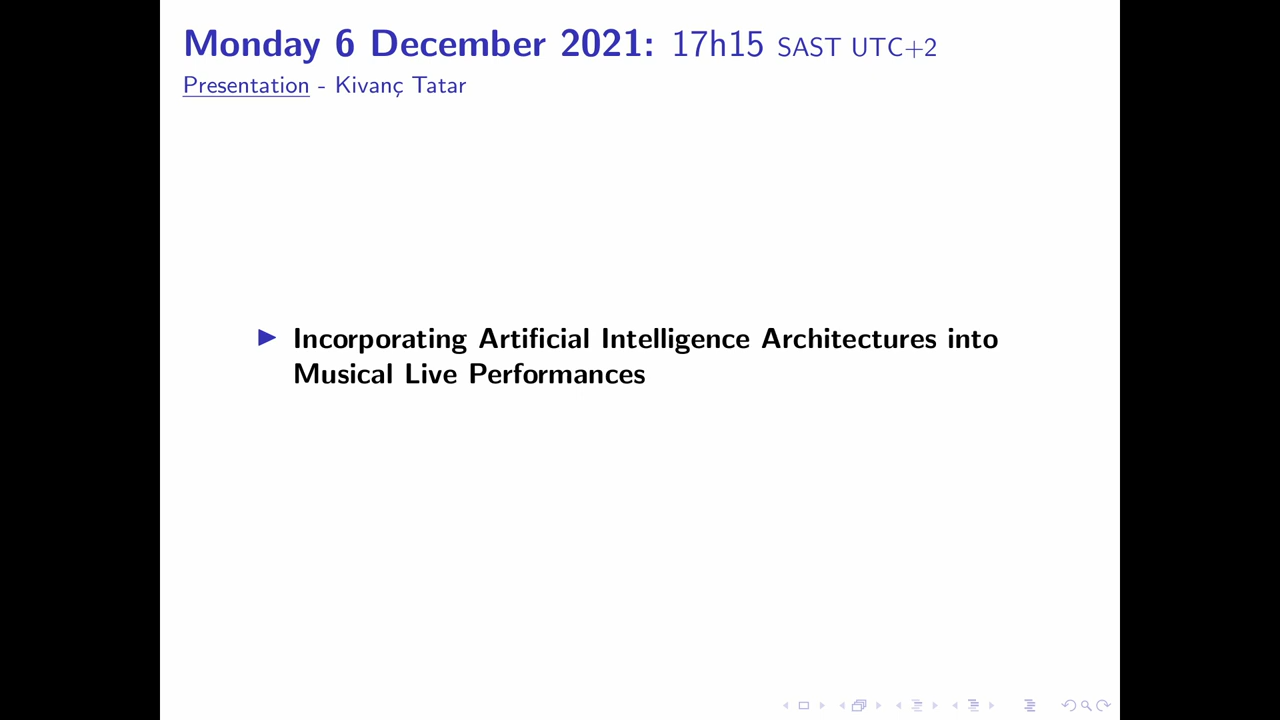 Monday 6 December 2021: 17h15 SAST UTC+2
Presentation - Kivanç Tatar
Incorporating Artificial Intelligence Architectures into
Musical Live Performances